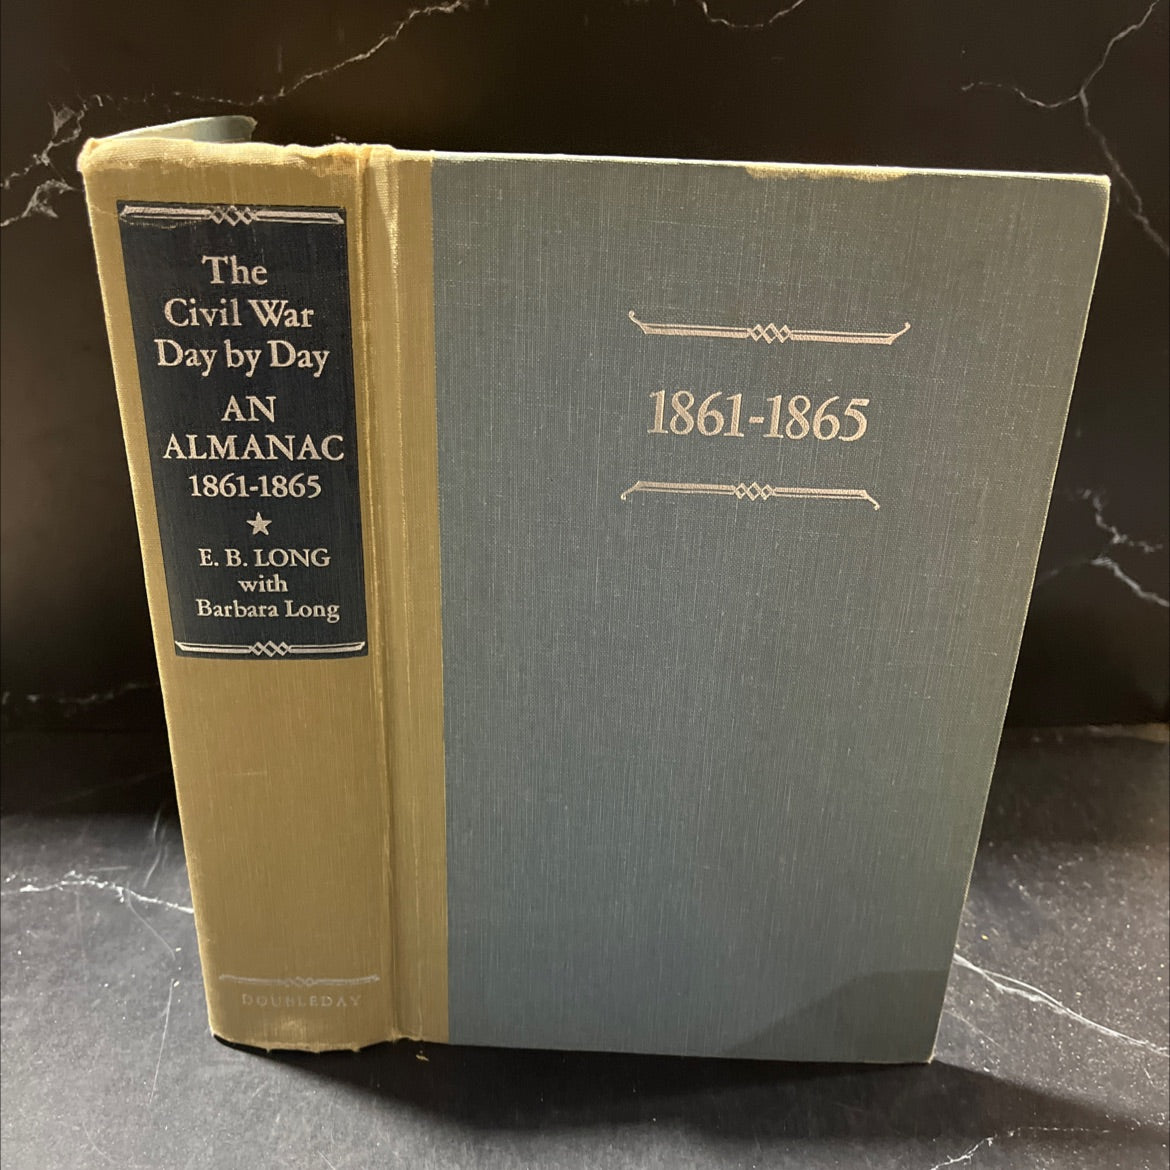 The
Civil War
Day by Day
AN
ALMANAC
1861-1865
E. B. LONG
with
Barbara Long
DOUBLEDAY
1861-1865